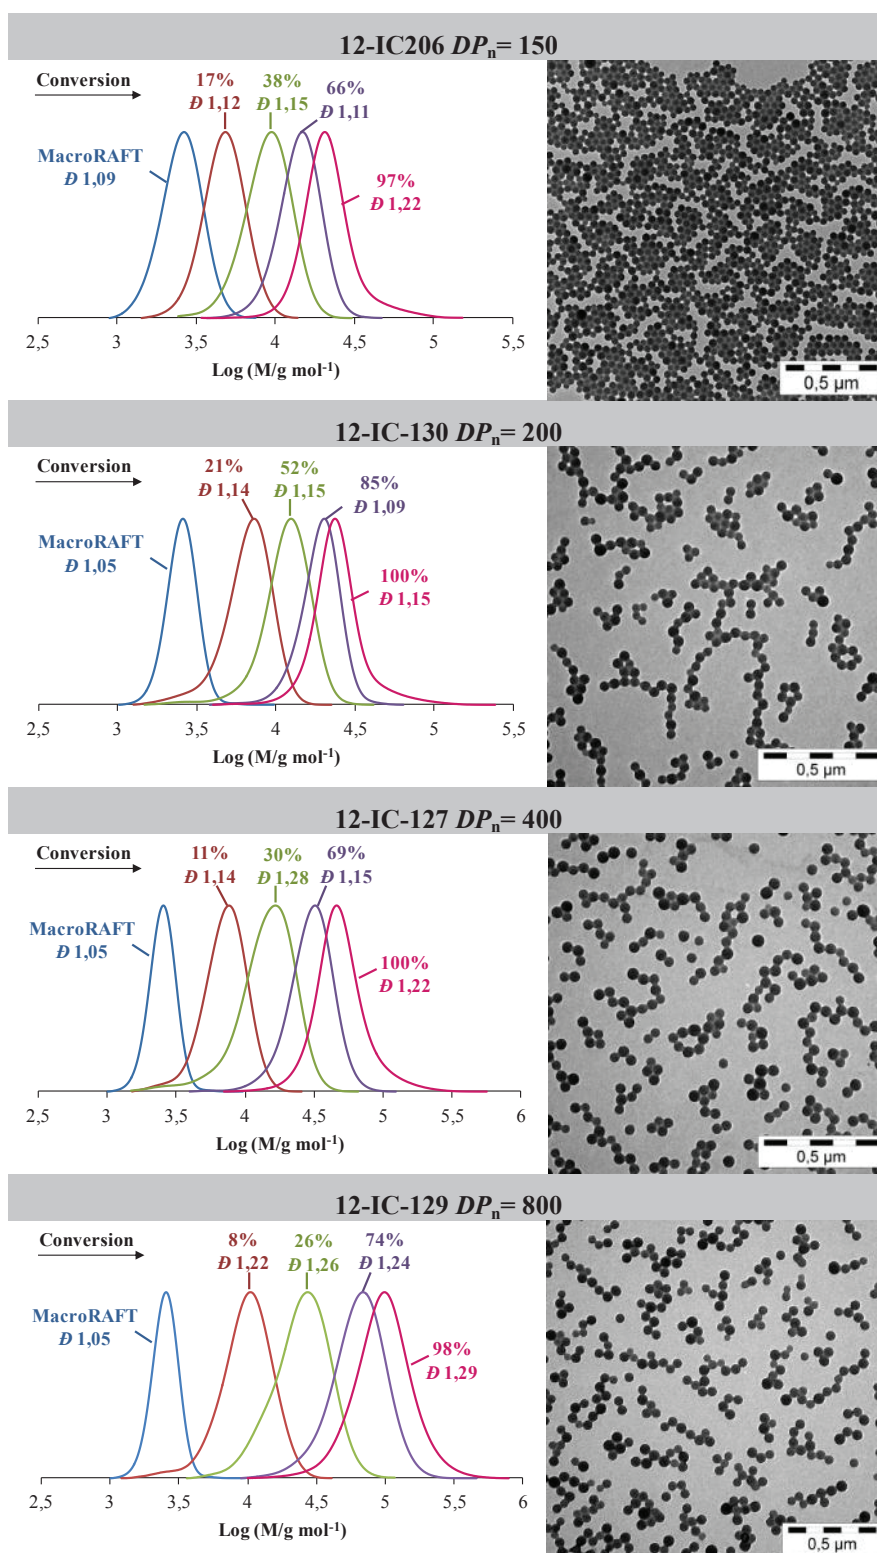 12-IC206 DPn= 150
Conversion
17%
Đ 1,12
38%
Đ 1,15
66%
Đ 1,11
MacroRAFT
Đ 1,09
97%
Đ 1,22
2,5 3 3,5 4 4,5 5 5,5
Log (M/g mol-1)
0,5 µm
12-IC-130 DPn= 200
Conversion
21%
Đ 1,14
52%
Đ 1,15
85%
Đ 1,09
MacroRAFT
Đ 1,05
100%
Đ 1,15
2,5 3 3,5 4 4,5 5 5,5
Log (M/g mol-1)
0,5 µm
12-IC-127 DPn= 400
Conversion
11%
Đ 1,14
30%
Đ 1,28
69%
Đ 1,15
MacroRAFT
Đ 1,05
100%
Đ 1,22
2,5 3 3,5 4 4,5 5 5,5 6
Log (M/g mol-1)
0,5 µm
12-IC-129 DPn= 800
Conversion
8%
Đ 1,22
26%
Đ 1,26
74%
Đ 1,24
MacroRAFT
Đ 1,05
98%
Đ 1,29
2,5 3 3,5 4 4,5 5 5,5 6
Log (M/g mol-1)
0,5 µm